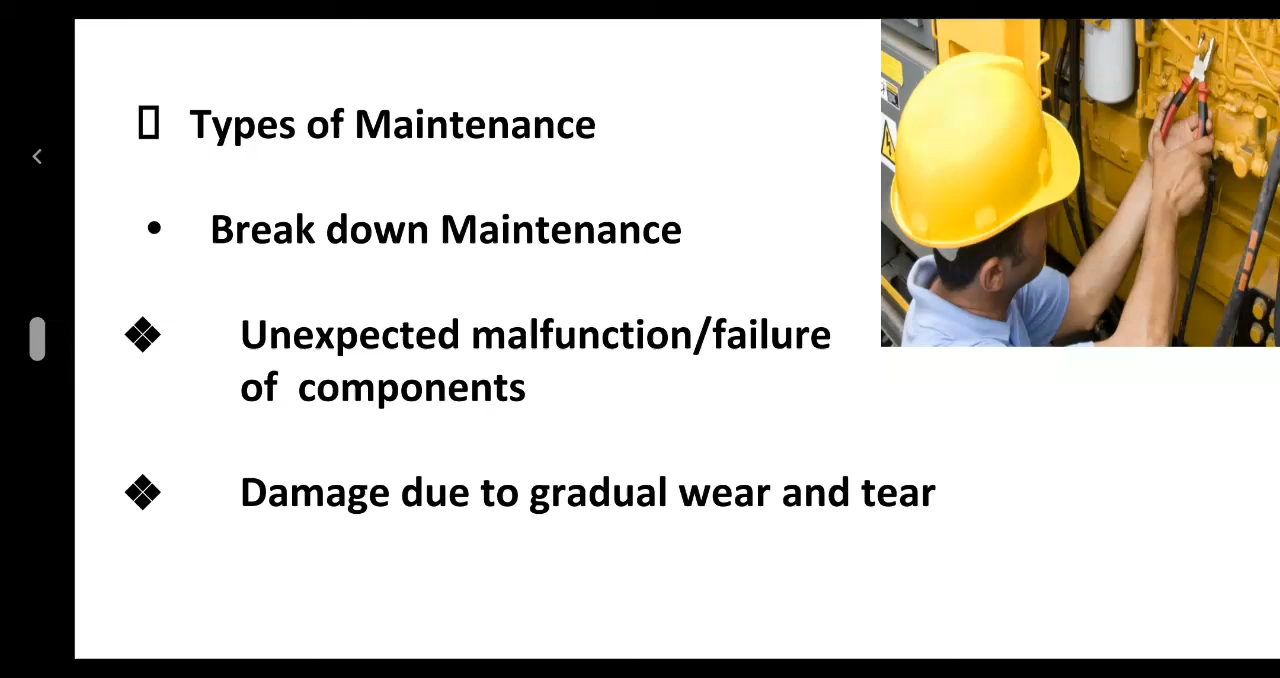 Types of Maintenance
• Break down Maintenance
❖ Unexpected malfunction/failure
of components
❖ Damage due to gradual wear and tear